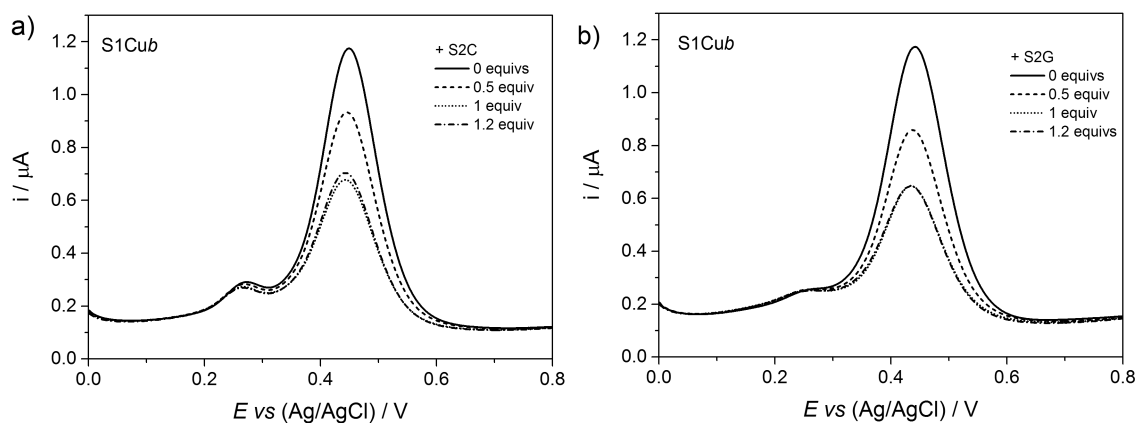 a)
S1Cub
+ S2C
0 equivs
0.5 equiv
1 equiv
1.2 equiv
1.2
1.0
0.8
0.6
0.4
0.2
0.0
i / μA
0.0 0.2 0.4 0.6 0.8
E vs (Ag/AgCl) / V
b)
S1Cub
+ S2G
0 equivs
0.5 equiv
1 equiv
1.2 equivs
1.2
1.0
0.8
0.6
0.4
0.2
0.0
i / μA
0.0 0.2 0.4 0.6 0.8
E vs (Ag/AgCl) / V